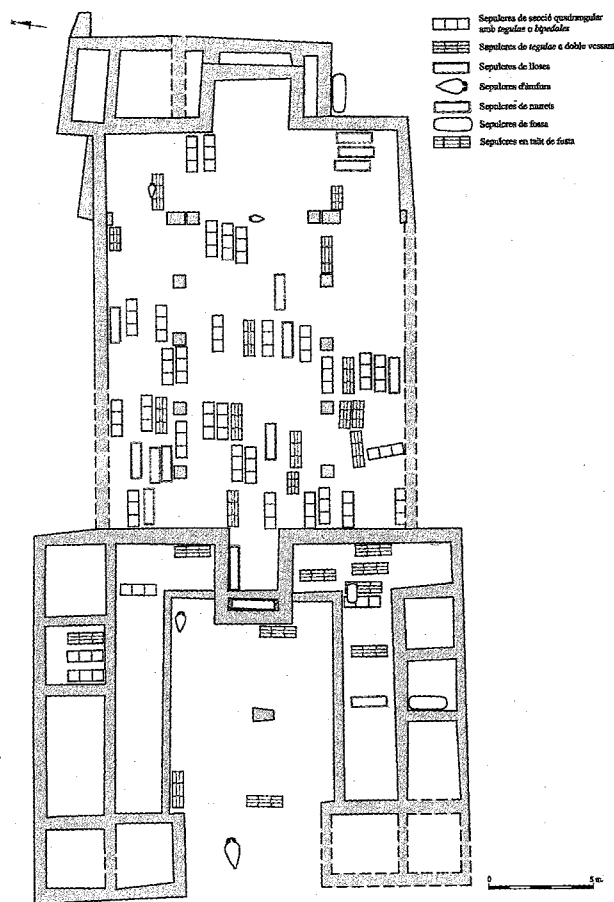 Sepulcres de secció quadrangular
amb tegulae o bipedales
Sepulcres de tegulae a doble vessant
Sepulcres de lloses
Sepulcres d'àmfora
Sepulcres de murets
Sepulcres de fossa
Sepulcres en taüt de fusta
0 5 m.